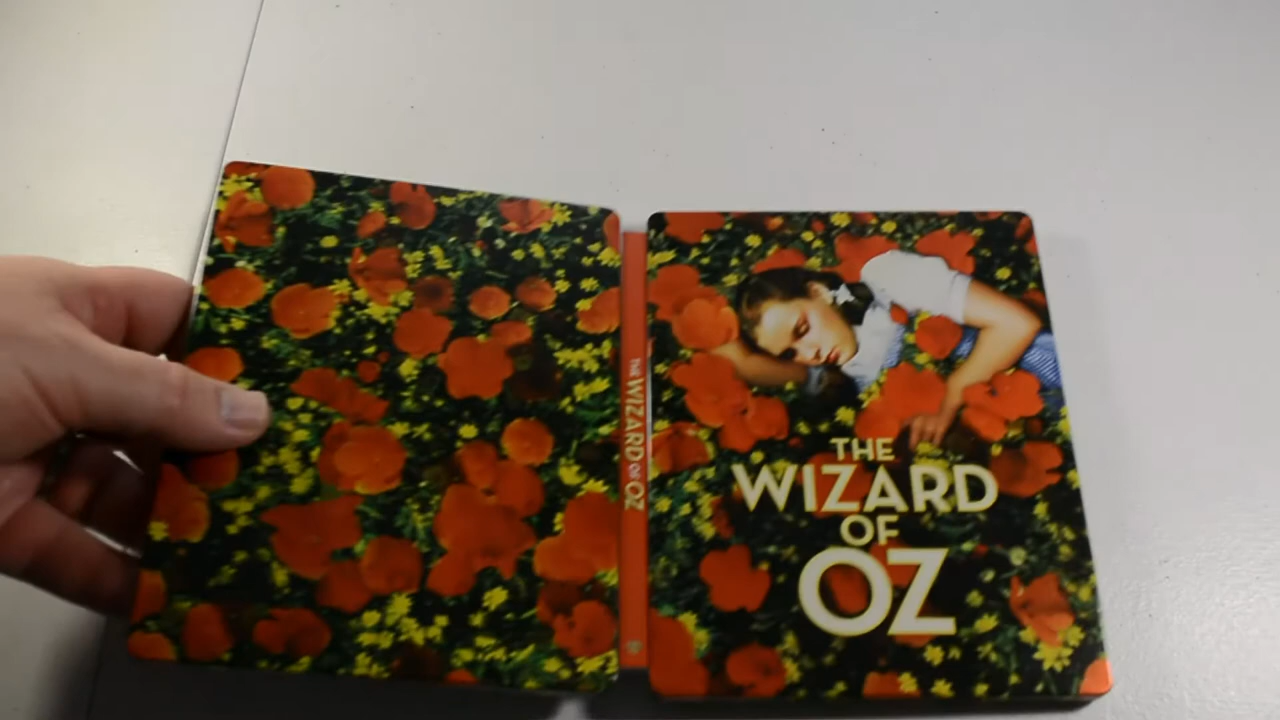 THE WIZARD OF OZ
THE
WIZARD
OF
OZ